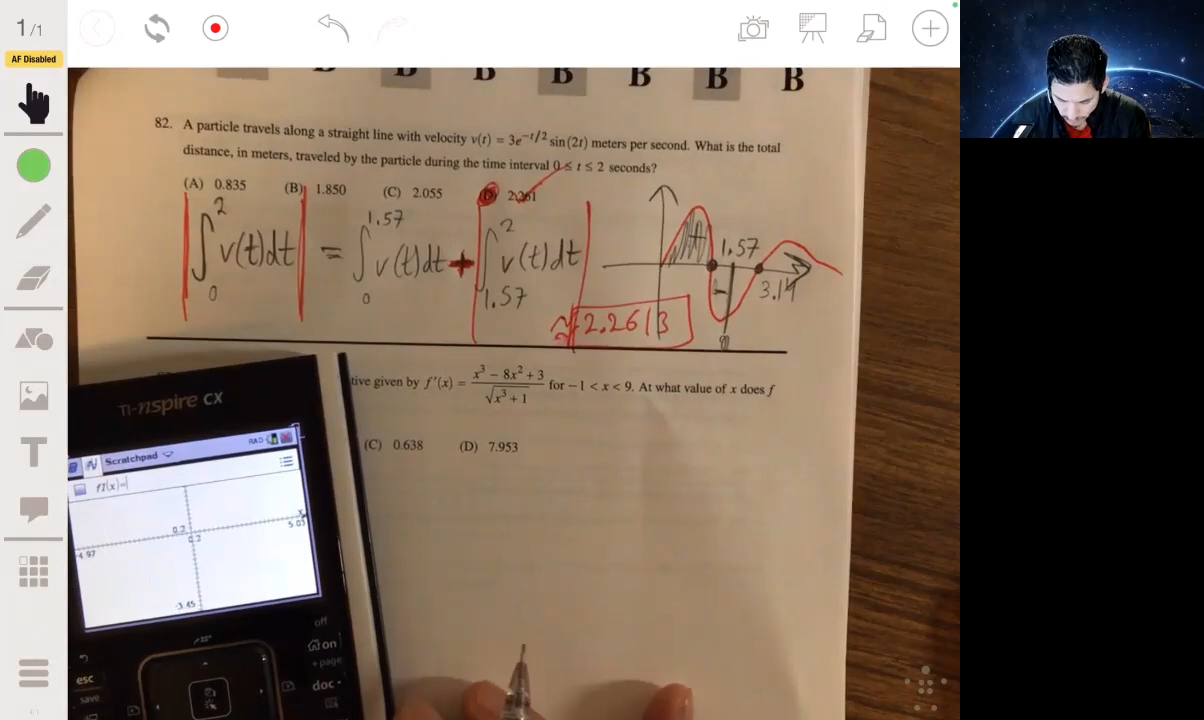 1/1
AF Disabled
B B B B B B
82. A particle travels along a straight line with velocity v(t) = 3e^{−t/2} sin(2t) meters per second. What is the total
distance, in meters, traveled by the particle during the time interval 0 ≤ t ≤ 2 seconds?
(A) 0.835 (B) 1.850 (C) 2.055 (D) 2.261
|∫_0^2 v(t)dt| = ∫_0^{1.57} v(t)dt + |∫_{1.57}^2 v(t)dt|
≈ 2.2613
1.57
3.14
tive given by f′(x) = (x³ − 8x² + 3)/√(x³ + 1) for −1 < x < 9. At what value of x does f
(C) 0.638 (D) 7.953
TI-nspire CX
RAD
Scratchpad
0.2
0.2
x
5.03
-4.97
-3.45
off
on
+page
esc
save
doc
T